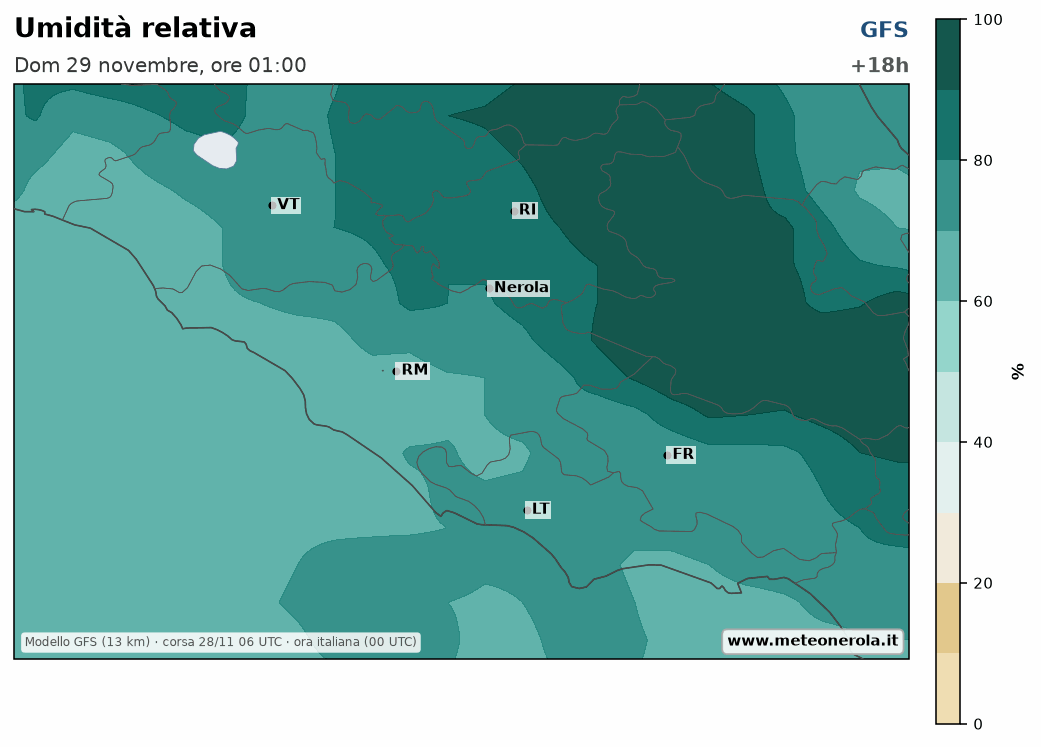 Umidità relativa
GFS
Dom 29 novembre, ore 01:00
+18h
100
80
60
40
20
0
%
VT
RI
Nerola
RM
FR
LT
Modello GFS (13 km) · corsa 28/11 06 UTC · ora italiana (00 UTC)
www.meteonerola.it